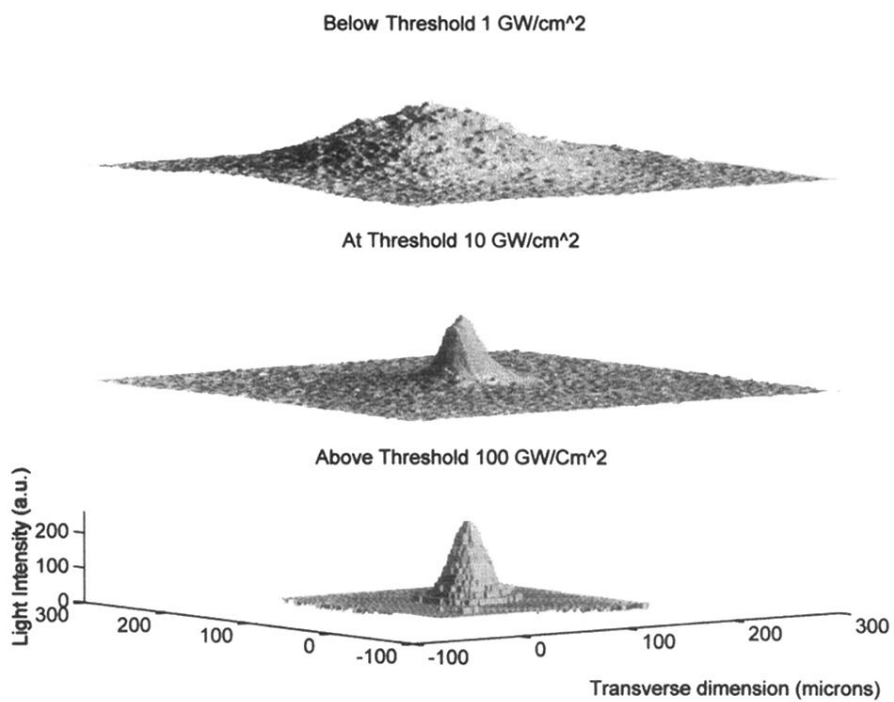 Below Threshold 1 GW/cm^2
At Threshold 10 GW/cm^2
Above Threshold 100 GW/Cm^2
Light Intensity (a.u.)
200
100
0
300
200
100
0
-100
-100
0
100
200
300
Transverse dimension (microns)